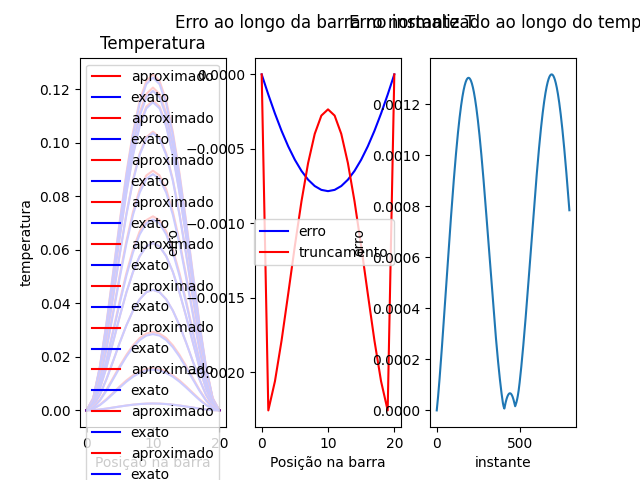 Temperatura
temperatura
0.12
0.10
0.08
0.06
0.04
0.02
0.00
aproximado
exato
aproximado
exato
aproximado
exato
aproximado
exato
aproximado
exato
aproximado
exato
aproximado
exato
aproximado
exato
aproximado
exato
aproximado
exato
0
10
20
Posição na barra
Erro ao longo da barra no instante T
erro
0.0000
−0.0005
−0.0010
−0.0015
−0.0020
erro
truncamento
0
10
20
Posição na barra
Erro normalizado ao longo do temp
erro
0.0012
0.0010
0.0008
0.0006
0.0004
0.0002
0.0000
0
500
instante